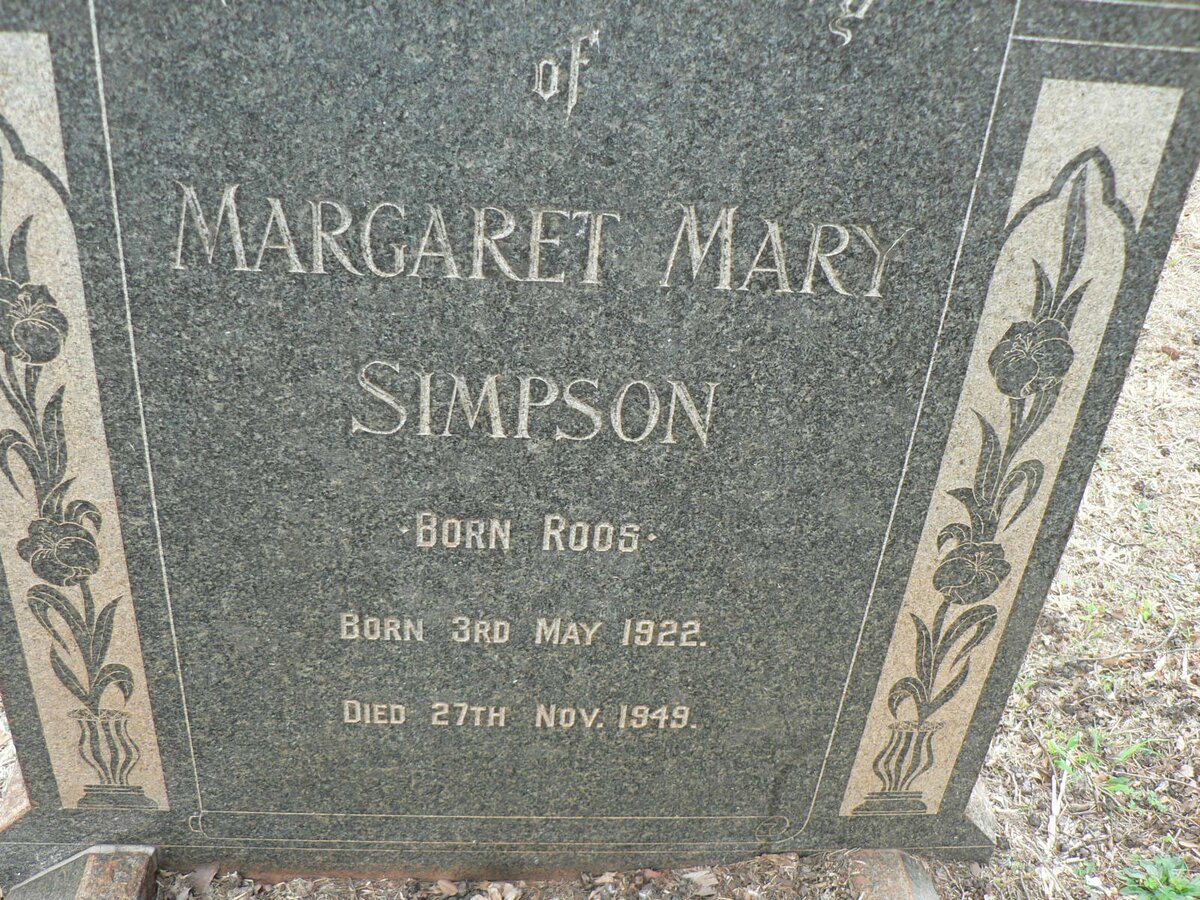 of
MARGARET MARY
SIMPSON
·BORN ROOS·
BORN 3RD MAY 1922.
DIED 27TH NOV. 1949.